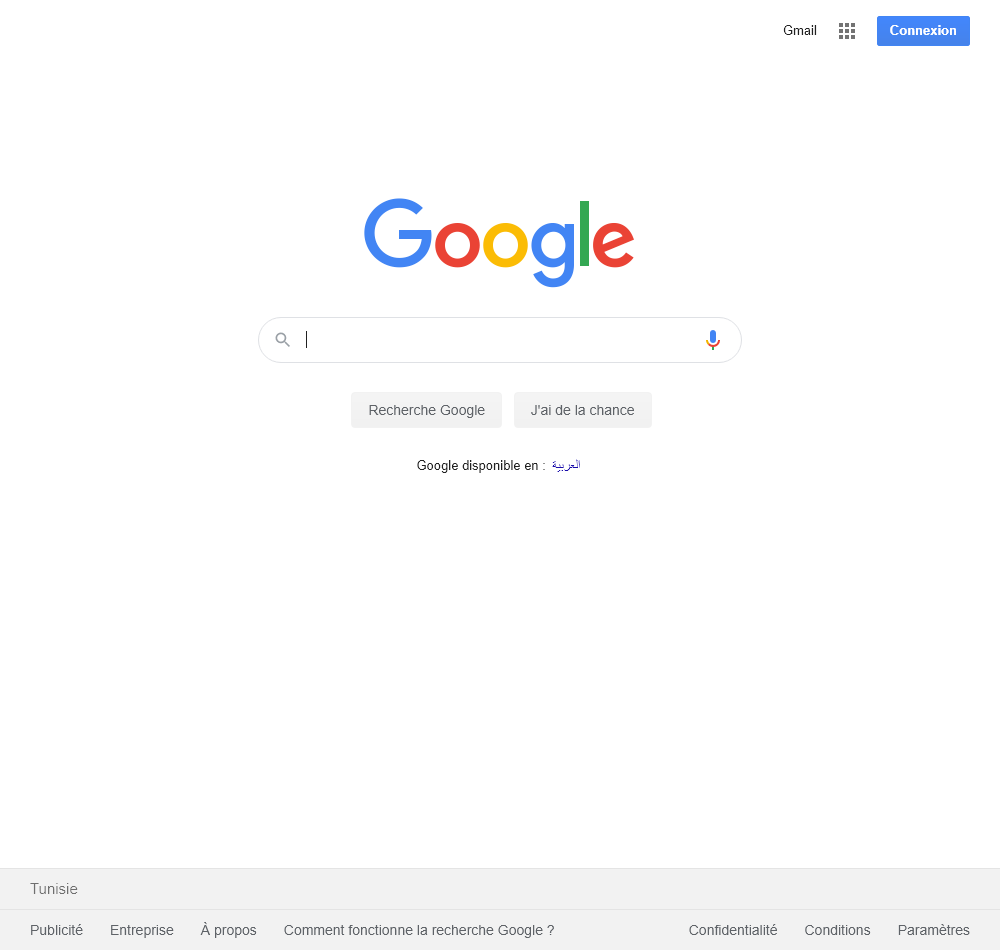 Gmail Connexion
Google
Recherche Google J'ai de la chance
Google disponible en : العربية
Tunisie
Publicité Entreprise À propos Comment fonctionne la recherche Google ? Confidentialité Conditions Paramètres